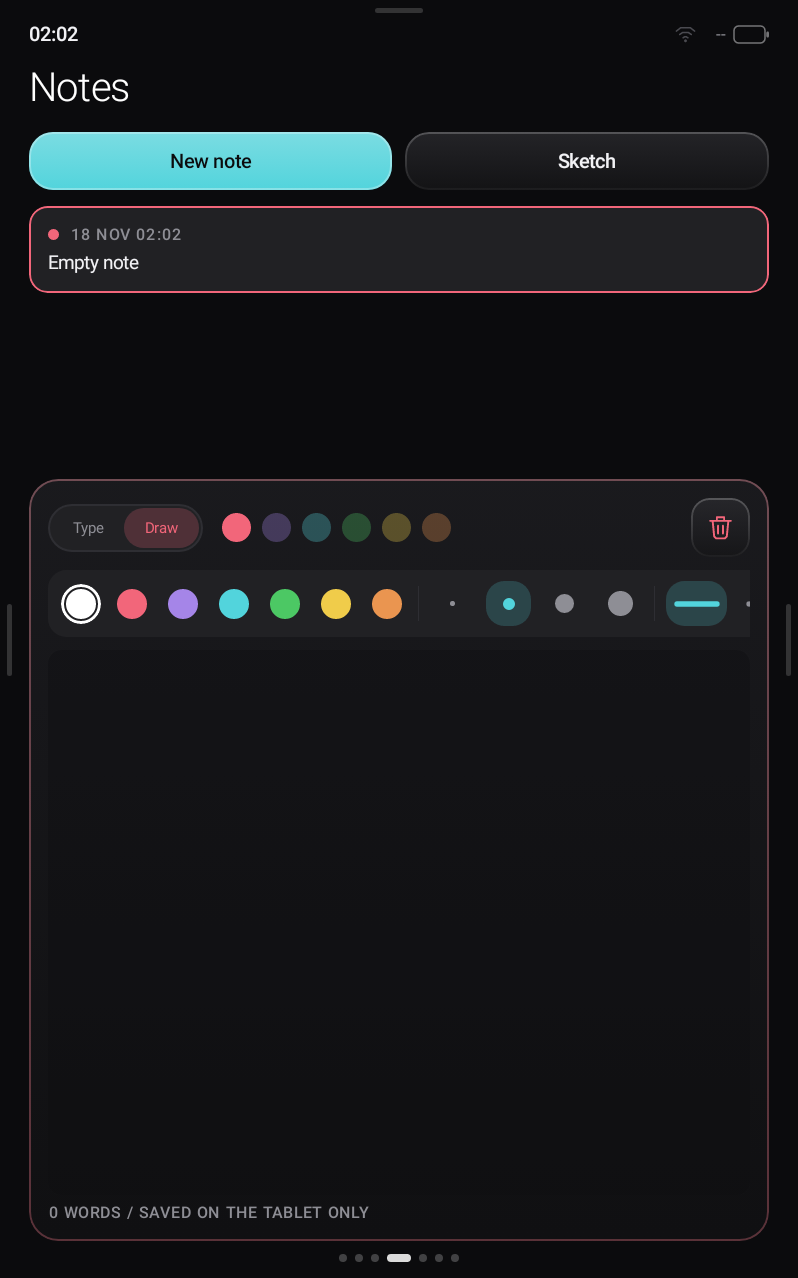 02:02
--
Notes
New note
Sketch
18 NOV 02:02
Empty note
Type
Draw
0 WORDS / SAVED ON THE TABLET ONLY